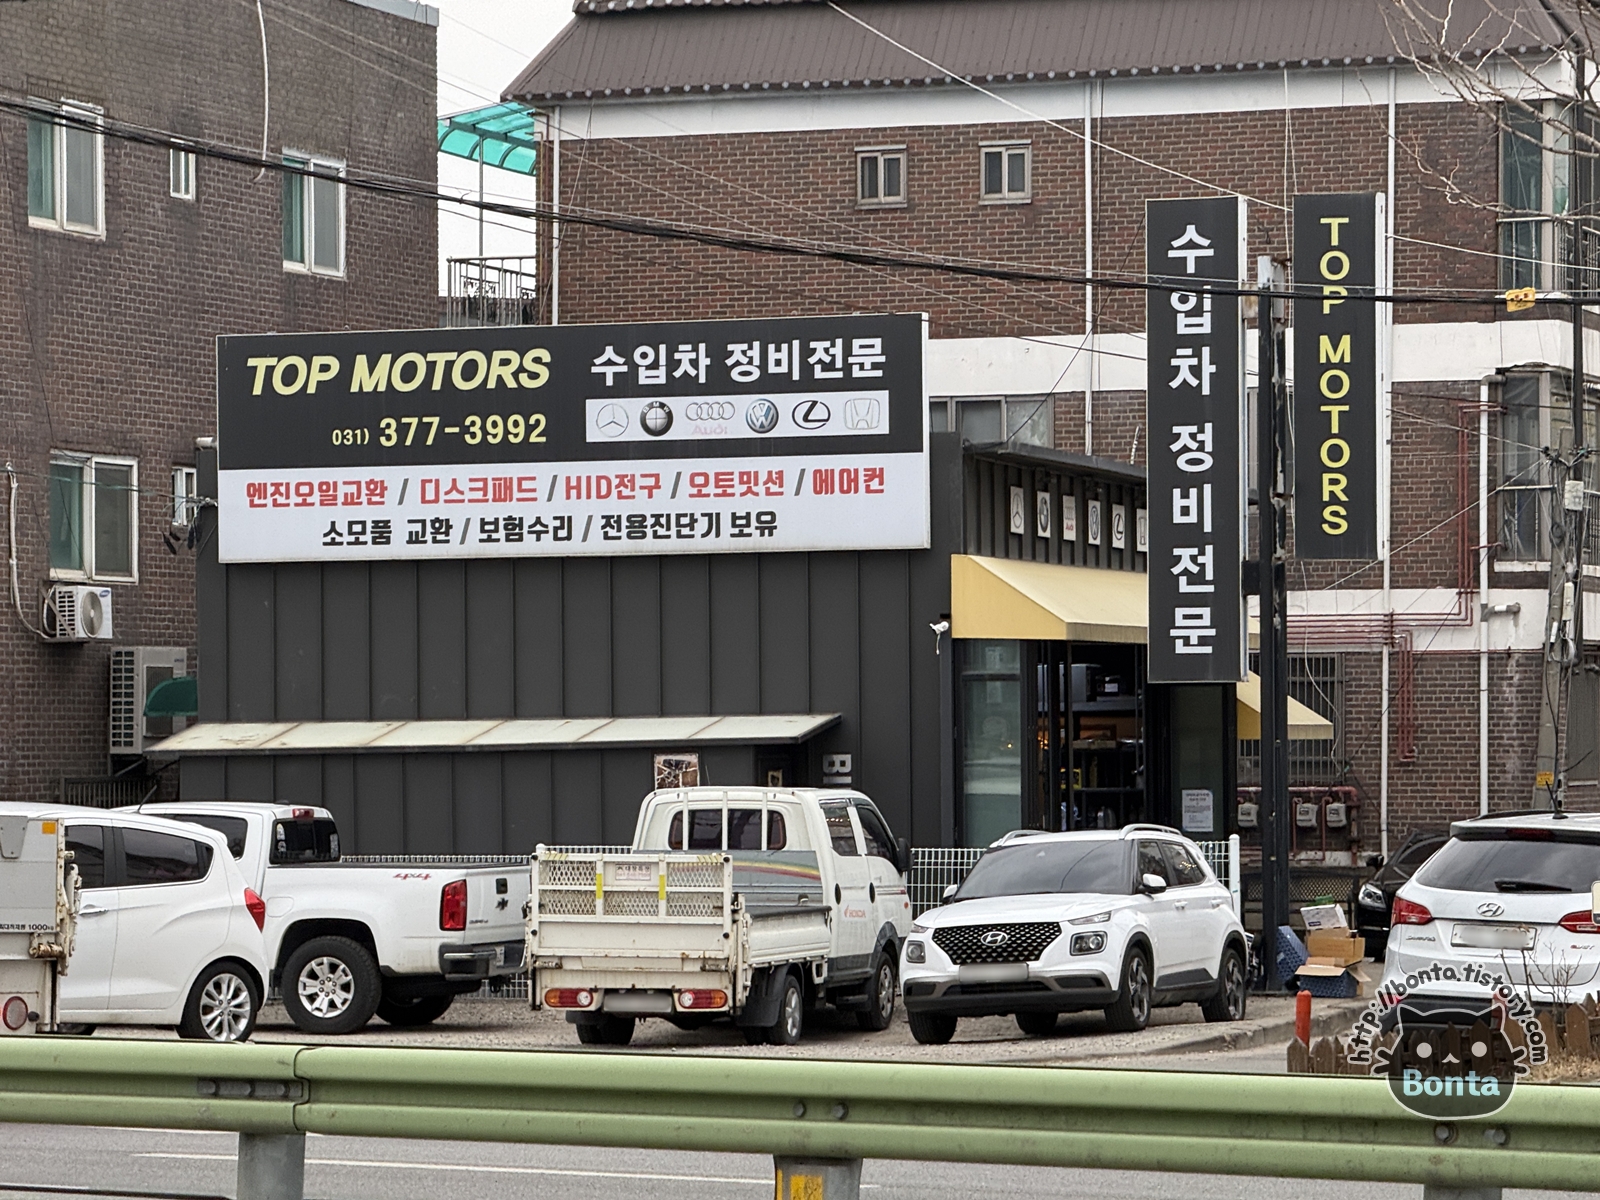 TOP MOTORS
수입차 정비전문
031) 377-3992
BMW
Audi
엔진오일교환 / 디스크패드 / HID전구 / 오토밋션 / 에어컨
소모품 교환 / 보험수리 / 전용진단기 보유
수입차 정비전문
TOP MOTORS
Audi
4x4
http://bonta.tistory.com
Bonta